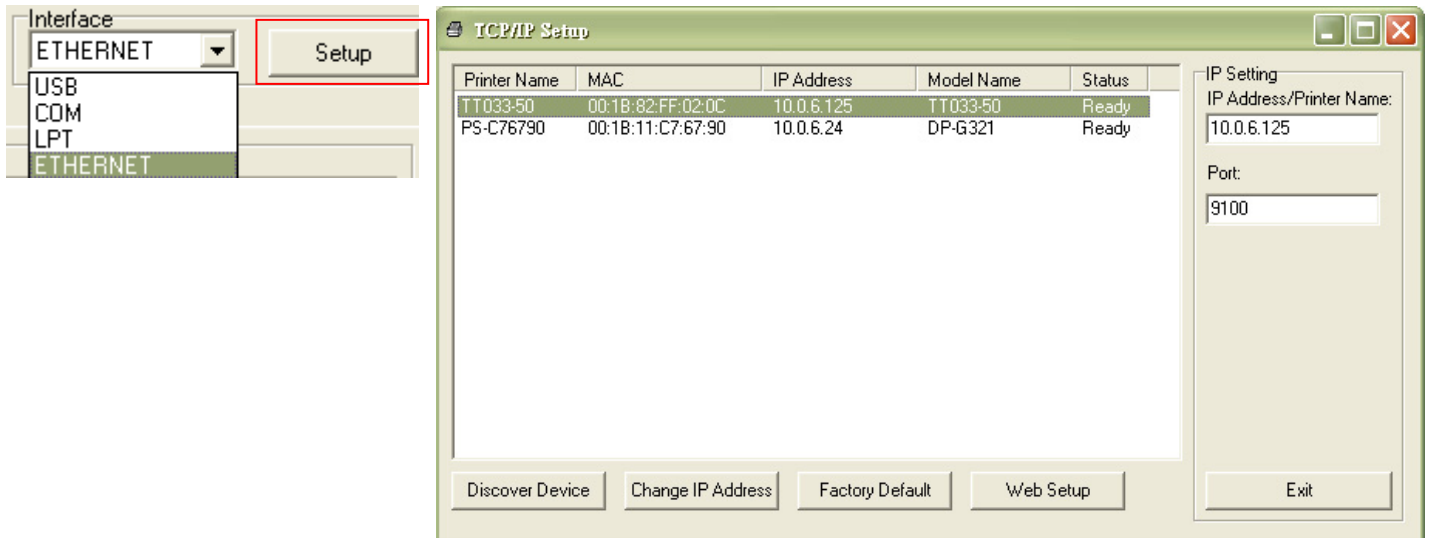 Interface
ETHERNET
Setup
USB
COM
LPT
ETHERNET
TCP/IP Setup
Printer Name MAC IP Address Model Name Status
TT033-50 00:1B:82:FF:02:0C 10.0.6.125 TT033-50 Ready
PS-C76790 00:1B:11:C7:67:90 10.0.6.24 DP-G321 Ready
IP Setting
IP Address/Printer Name:
10.0.6.125
Port:
9100
Discover Device Change IP Address Factory Default Web Setup Exit